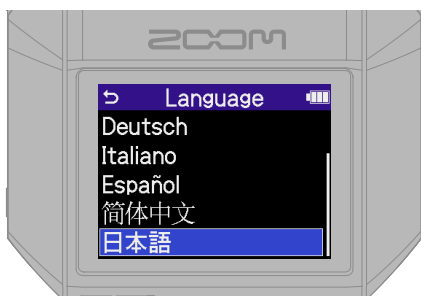 ZOOM
Language
Deutsch
Italiano
Español
简体中文
日本語